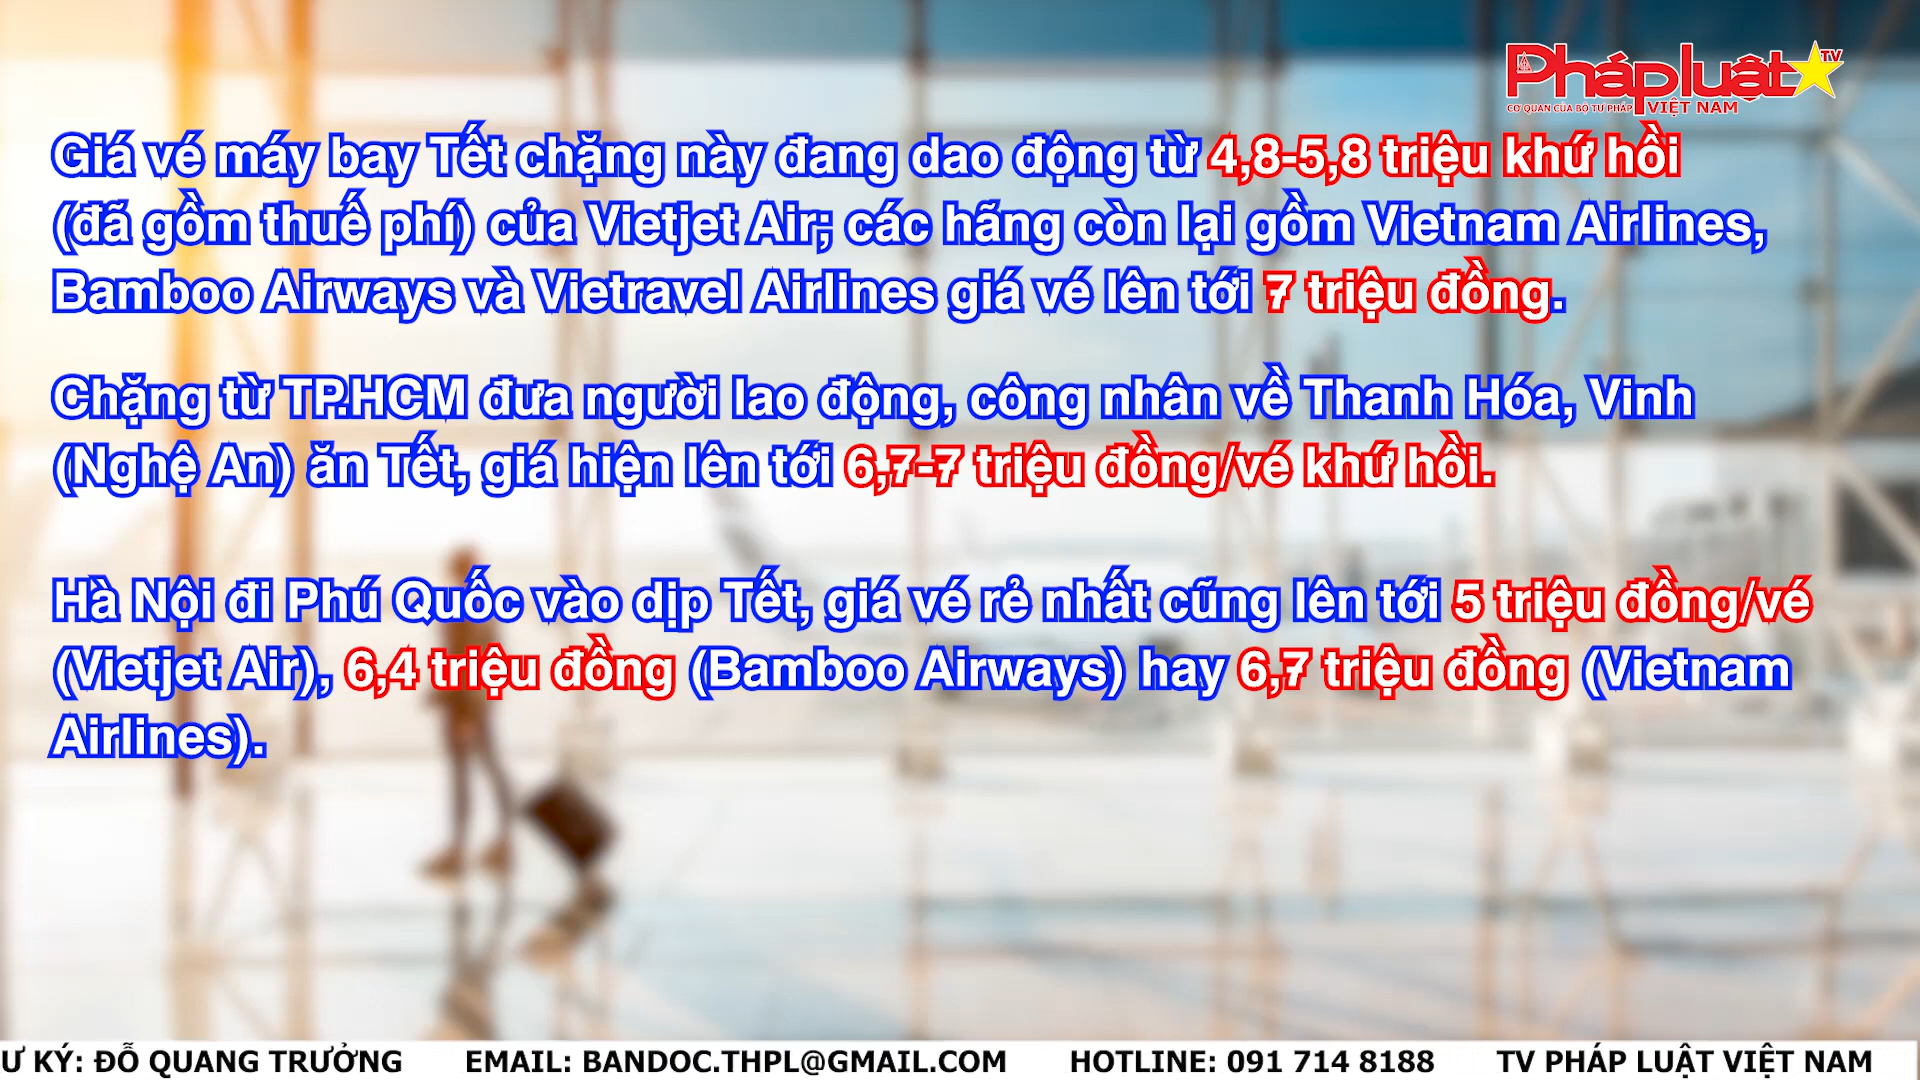 Pháp luật TV
CƠ QUAN CỦA BỘ TƯ PHÁP VIỆT NAM
Giá vé máy bay Tết chặng này đang dao động từ 4,8-5,8 triệu khứ hồi
(đã gồm thuế phí) của Vietjet Air; các hãng còn lại gồm Vietnam Airlines,
Bamboo Airways và Vietravel Airlines giá vé lên tới 7 triệu đồng.
Chặng từ TP.HCM đưa người lao động, công nhân về Thanh Hóa, Vinh
(Nghệ An) ăn Tết, giá hiện lên tới 6,7-7 triệu đồng/vé khứ hồi.
Hà Nội đi Phú Quốc vào dịp Tết, giá vé rẻ nhất cũng lên tới 5 triệu đồng/vé
(Vietjet Air), 6,4 triệu đồng (Bamboo Airways) hay 6,7 triệu đồng (Vietnam
Airlines).
Ư KÝ: ĐỖ QUANG TRƯỞNG EMAIL: BANDOC.THPL@GMAIL.COM HOTLINE: 091 714 8188 TV PHÁP LUẬT VIỆT NAM